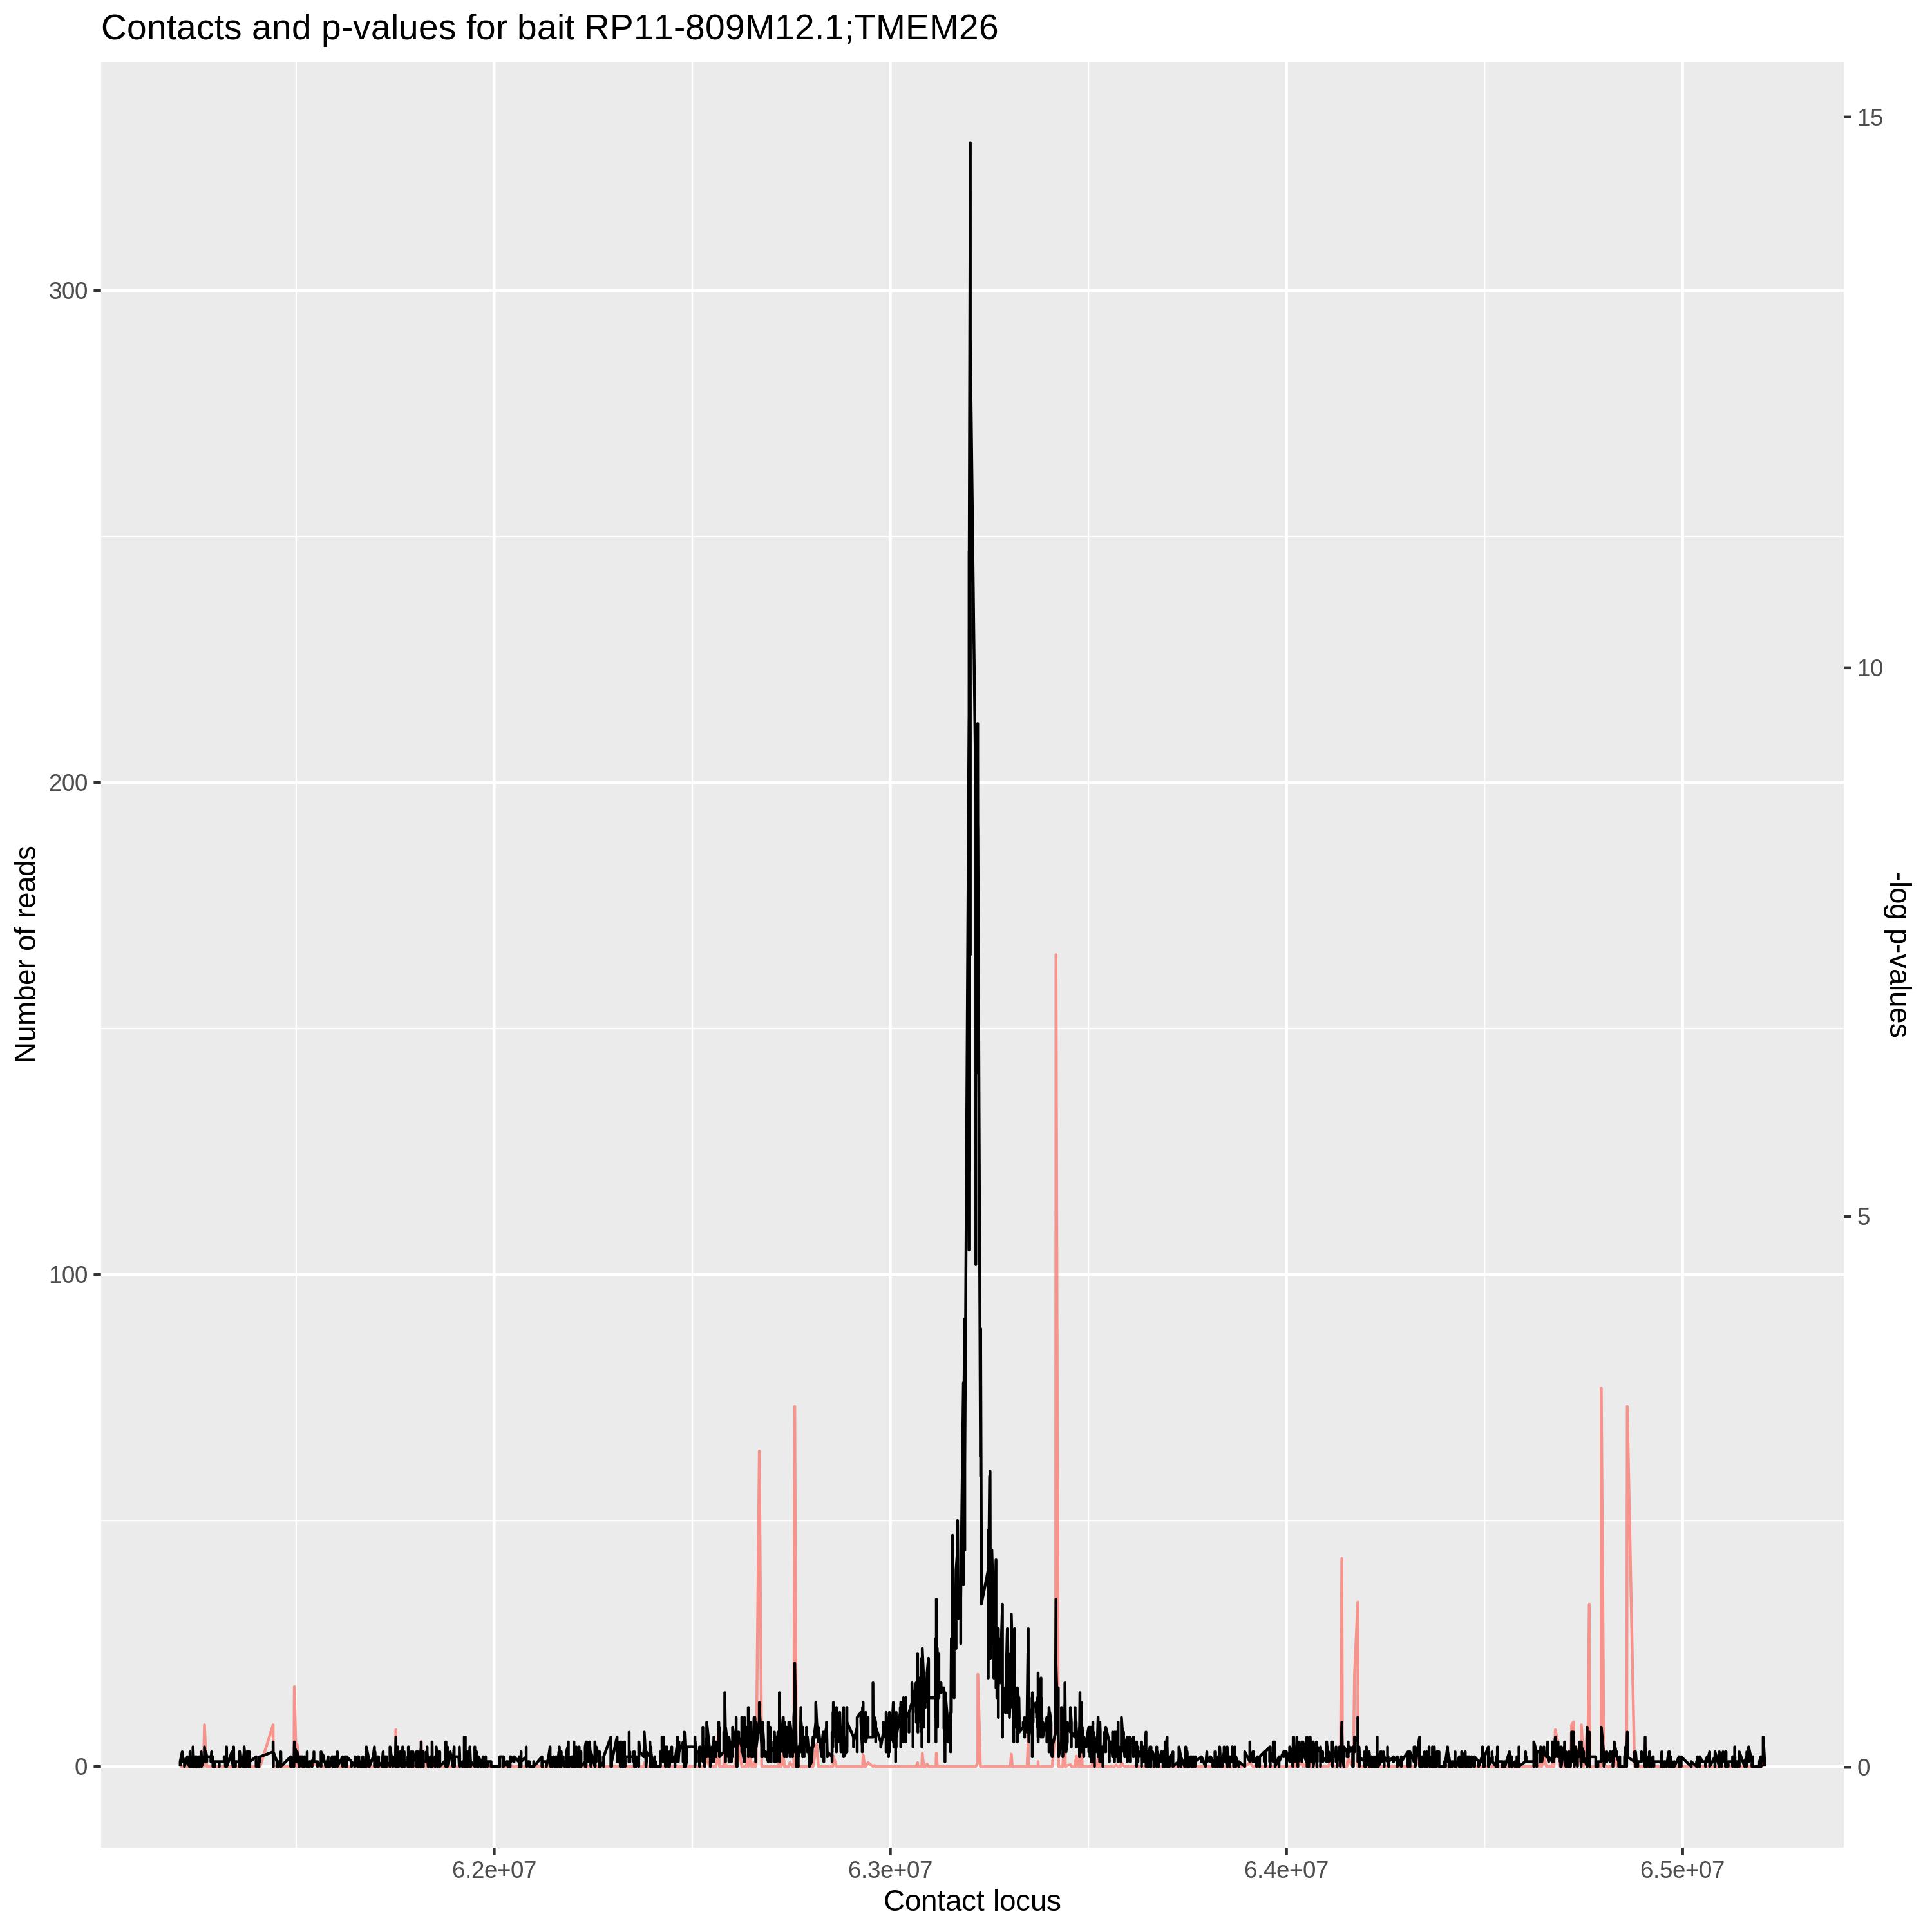 Contacts and p-values for bait RP11-809M12.1;TMEM26
15
300
10
200
Number of reads
-log p-values
5
100
0
0
6.2e+07
6.3e+07
6.4e+07
6.5e+07
Contact locus